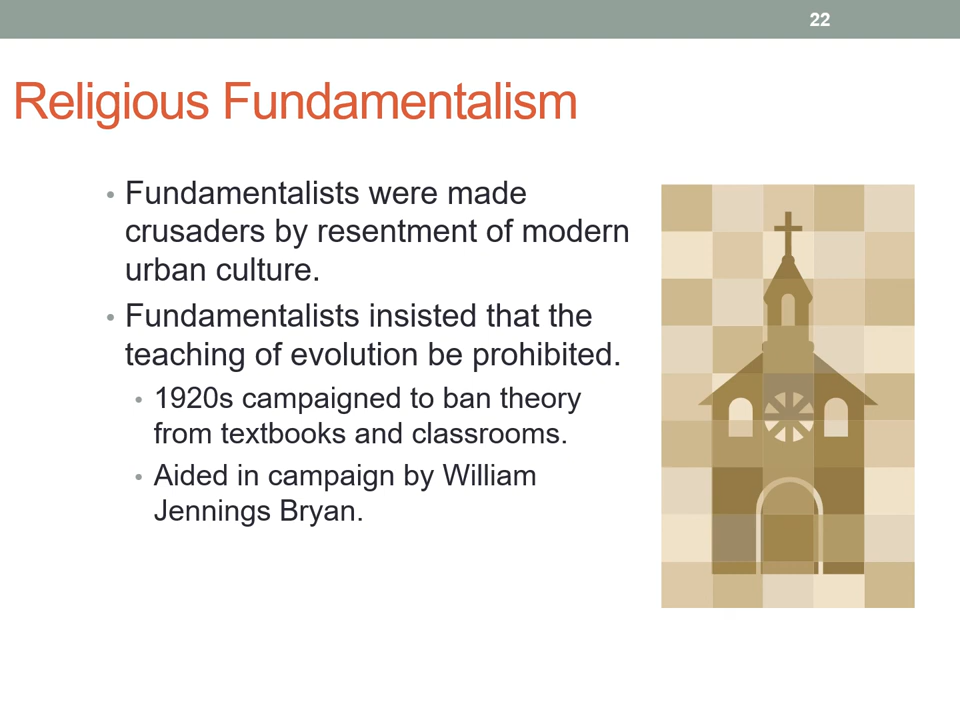 22
Religious Fundamentalism
• Fundamentalists were made
crusaders by resentment of modern
urban culture.
• Fundamentalists insisted that the
teaching of evolution be prohibited.
• 1920s campaigned to ban theory
from textbooks and classrooms.
• Aided in campaign by William
Jennings Bryan.